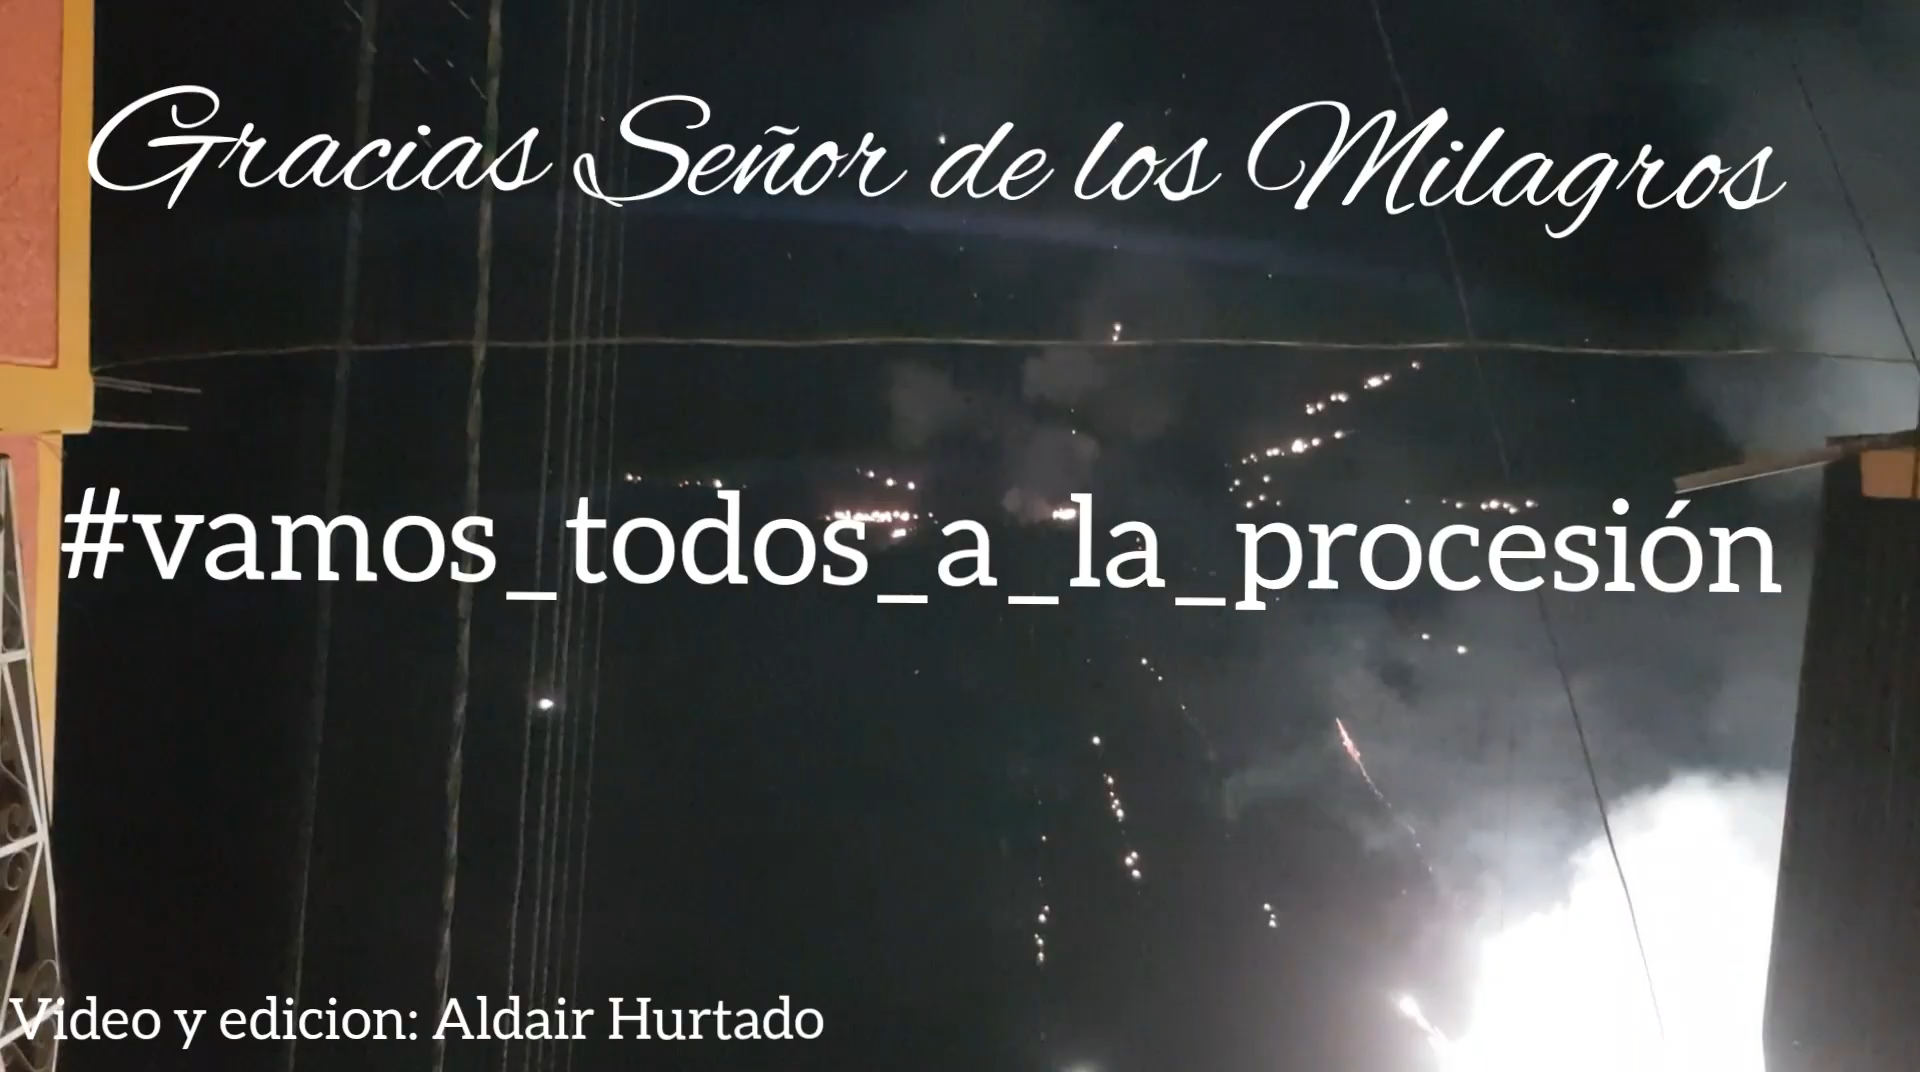 Gracias Señor de los Milagros
#vamos_todos_a_la_procesión
Video y edicion: Aldair Hurtado